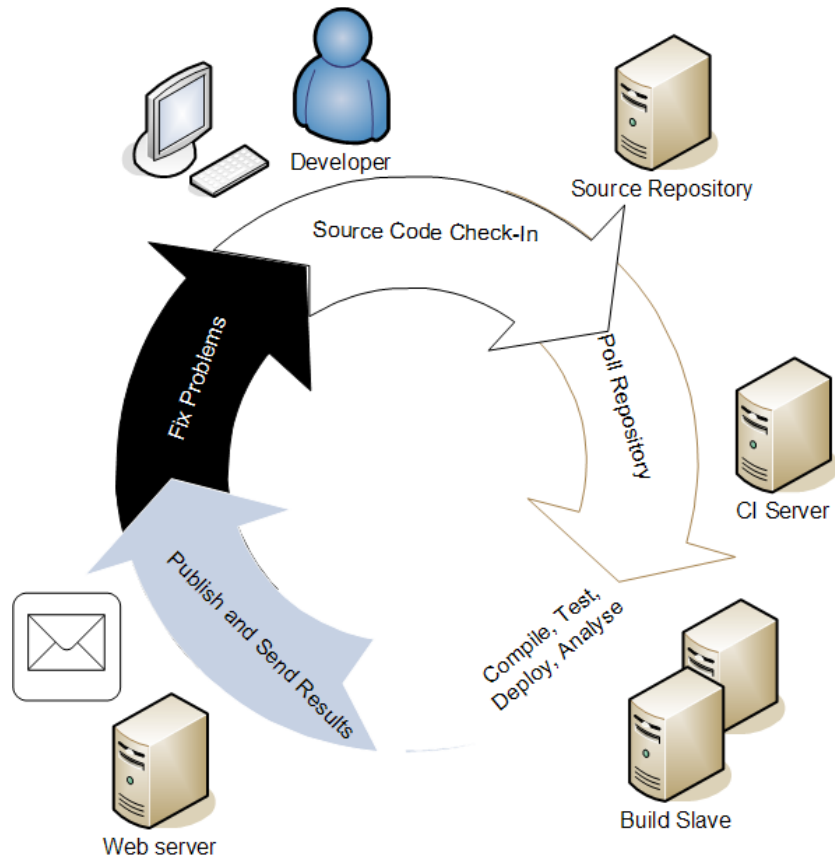 Developer
Source Repository
Source Code Check-In
Poll Repository
CI Server
Compile, Test,
Deploy, Analyse
Build Slave
Publish and Send Results
Web server
Fix Problems